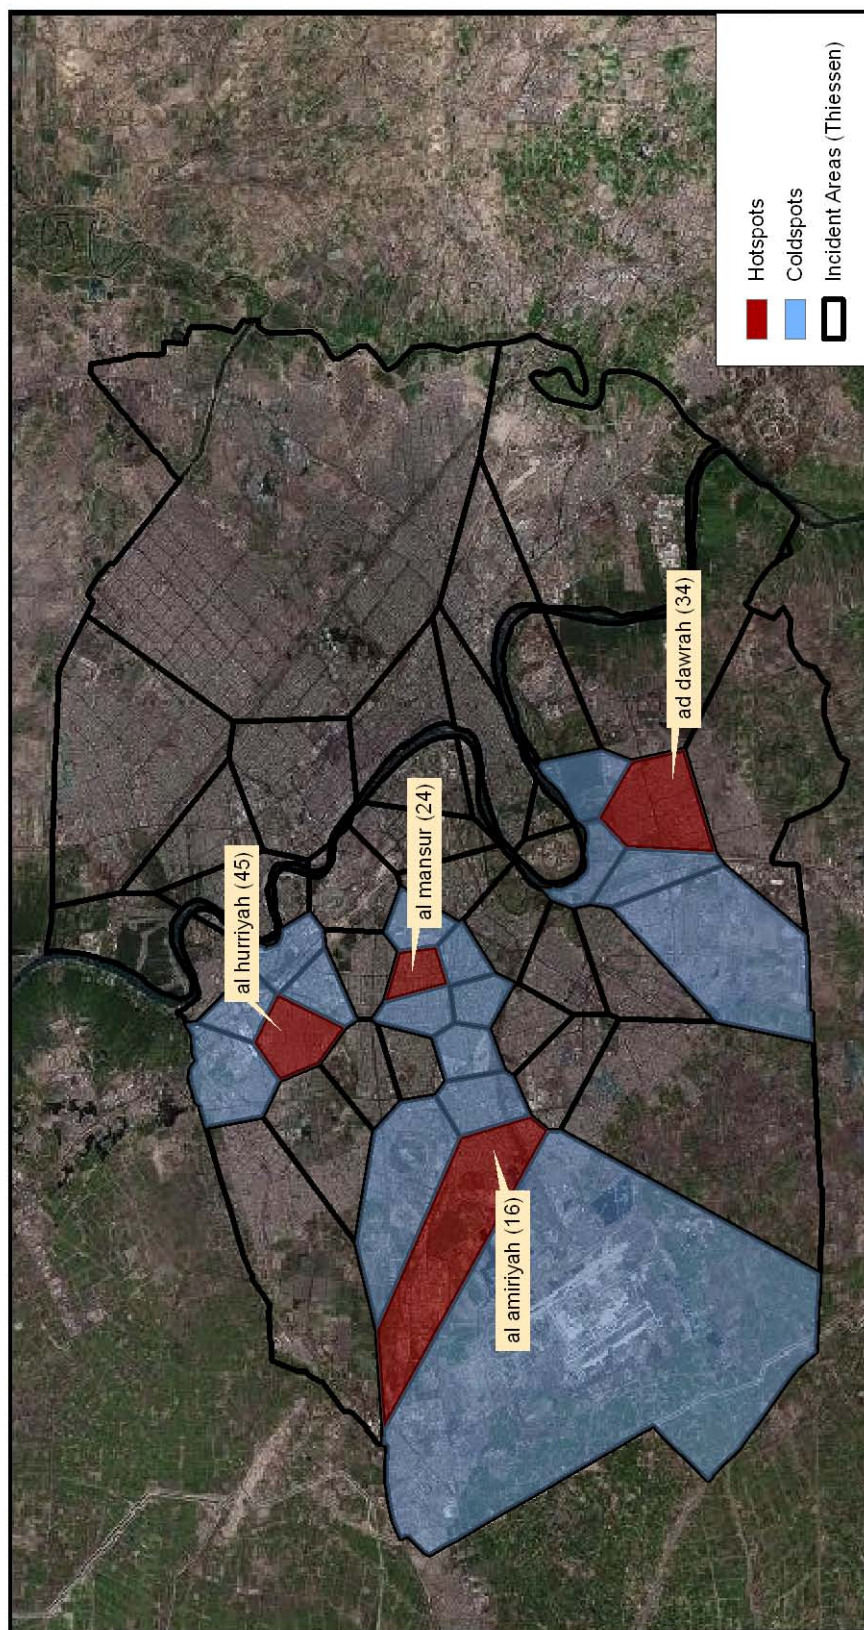 al hurriyah (45)
al mansur (24)
ad dawrah (34)
al amiriyah (16)
Hotspots
Coldspots
Incident Areas (Thiessen)